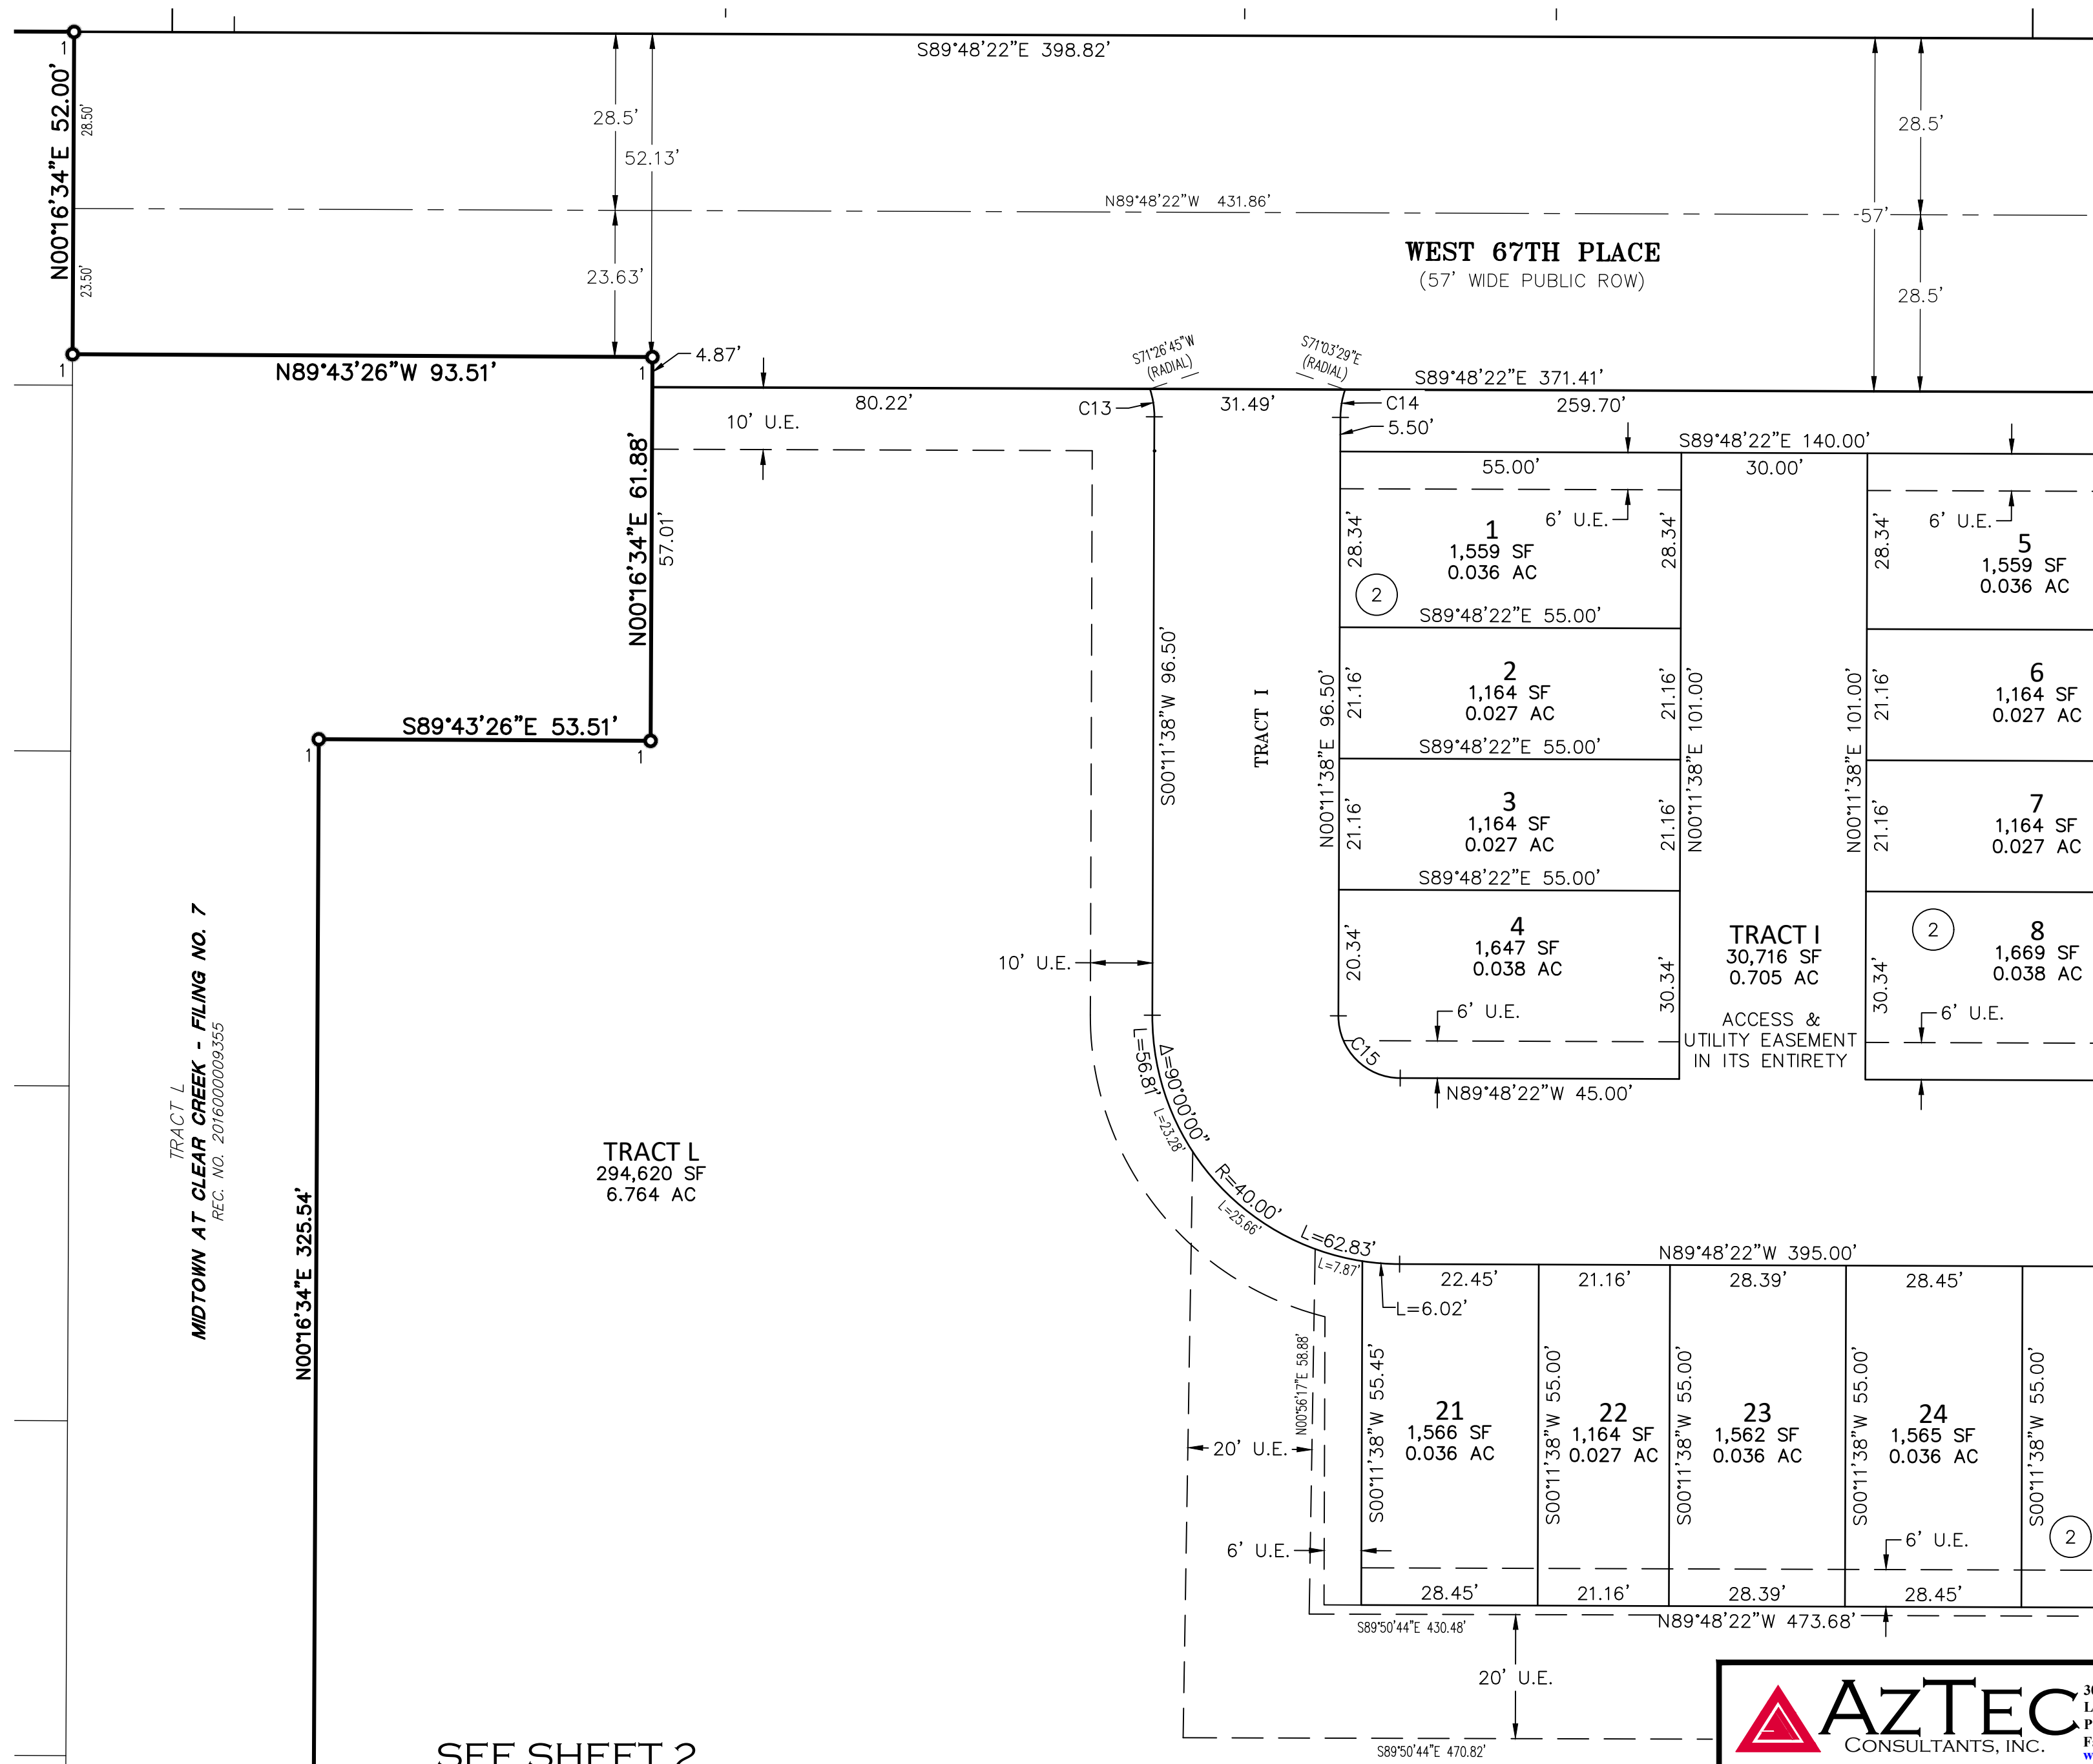 S89°48'22"E 398.82'
1
N00°16'34"E 52.00'
28.50'
23.50'
28.5'
52.13'
23.63'
N89°48'22"W 431.86'
28.5'
57'
28.5'
WEST 67TH PLACE
(57' WIDE PUBLIC ROW)
1
N89°43'26"W 93.51'
1
4.87'
S71°26'45"W
(RADIAL)
S71°03'29"E
(RADIAL)
S89°48'22"E 371.41'
80.22'
C13
31.49'
C14
259.70'
10' U.E.
5.50'
N00°16'34"E 61.88'
57.01'
S89°48'22"E 140.00'
55.00'
30.00'
6' U.E.
6' U.E.
28.34'
1
1,559 SF
0.036 AC
28.34'
28.34'
5
1,559 SF
0.036 AC
2
S89°48'22"E 55.00'
S00°11'38"W 96.50'
TRACT I
N00°11'38"E 96.50'
21.16'
2
1,164 SF
0.027 AC
21.16'
N00°11'38"E 101.00'
N00°11'38"E 101.00'
21.16'
6
1,164 SF
0.027 AC
S89°43'26"E 53.51'
1
1
S89°48'22"E 55.00'
21.16'
3
1,164 SF
0.027 AC
21.16'
21.16'
7
1,164 SF
0.027 AC
S89°48'22"E 55.00'
20.34'
4
1,647 SF
0.038 AC
30.34'
TRACT I
30,716 SF
0.705 AC
ACCESS &
UTILITY EASEMENT
IN ITS ENTIRETY
30.34'
2
8
1,669 SF
0.038 AC
10' U.E.
6' U.E.
6' U.E.
C15
N89°48'22"W 45.00'
TRACT L
MIDTOWN AT CLEAR CREEK - FILING NO. 7
REC. NO. 2016000009355
N00°16'34"E 325.54'
TRACT L
294,620 SF
6.764 AC
L=56.81'
Δ=90°00'00"
L=23.28'
R=40.00'
L=25.66'
L=62.83'
L=7.87'
L=6.02'
N89°48'22"W 395.00'
22.45'
21.16'
28.39'
28.45'
N00°56'17"E 58.88'
S00°11'38"W 55.45'
21
1,566 SF
0.036 AC
S00°11'38"W 55.00'
22
1,164 SF
0.027 AC
S00°11'38"W 55.00'
23
1,562 SF
0.036 AC
S00°11'38"W 55.00'
24
1,565 SF
0.036 AC
S00°11'38"W 55.00'
2
20' U.E.
6' U.E.
6' U.E.
28.45'
21.16'
28.39'
28.45'
S89°50'44"E 430.48'
N89°48'22"W 473.68'
20' U.E.
S89°50'44"E 470.82'
SEE SHEET 2
AZTEC
CONSULTANTS, INC.